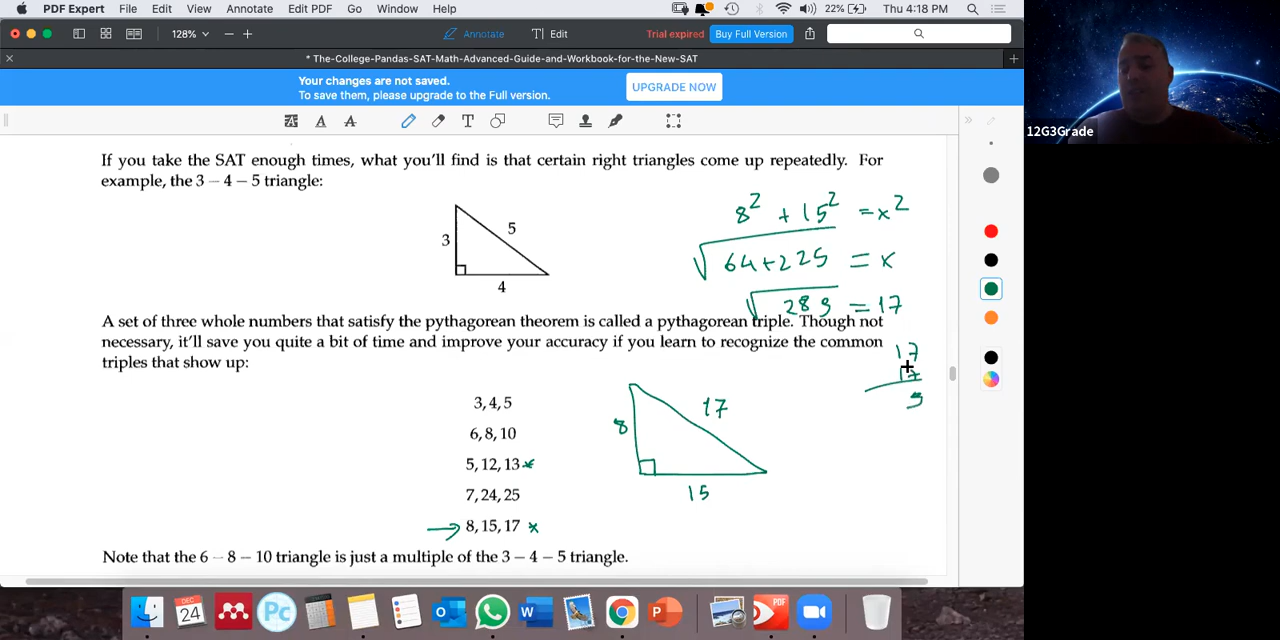 PDF Expert File Edit View Annotate Edit PDF Go Window Help 22% Thu 4:18 PM
128% Annotate Edit Trial expired Buy Full Version
* The-College-Pandas-SAT-Math-Advanced-Guide-and-Workbook-for-the-New-SAT
Your changes are not saved.
To save them, please upgrade to the Full version.
UPGRADE NOW
12G3Grade
If you take the SAT enough times, what you'll find is that certain right triangles come up repeatedly. For
example, the 3 – 4 – 5 triangle:
3
5
4
8² + 15² = x²
√64+225 = x
√289 = 17
A set of three whole numbers that satisfy the pythagorean theorem is called a pythagorean triple. Though not
necessary, it'll save you quite a bit of time and improve your accuracy if you learn to recognize the common
triples that show up:
17
17
9
3, 4, 5
6, 8, 10
5, 12, 13 *
7, 24, 25
→ 8, 15, 17 *
8
17
15
Note that the 6 – 8 – 10 triangle is just a multiple of the 3 – 4 – 5 triangle.
DEC
24
Pc
W
P
PDF